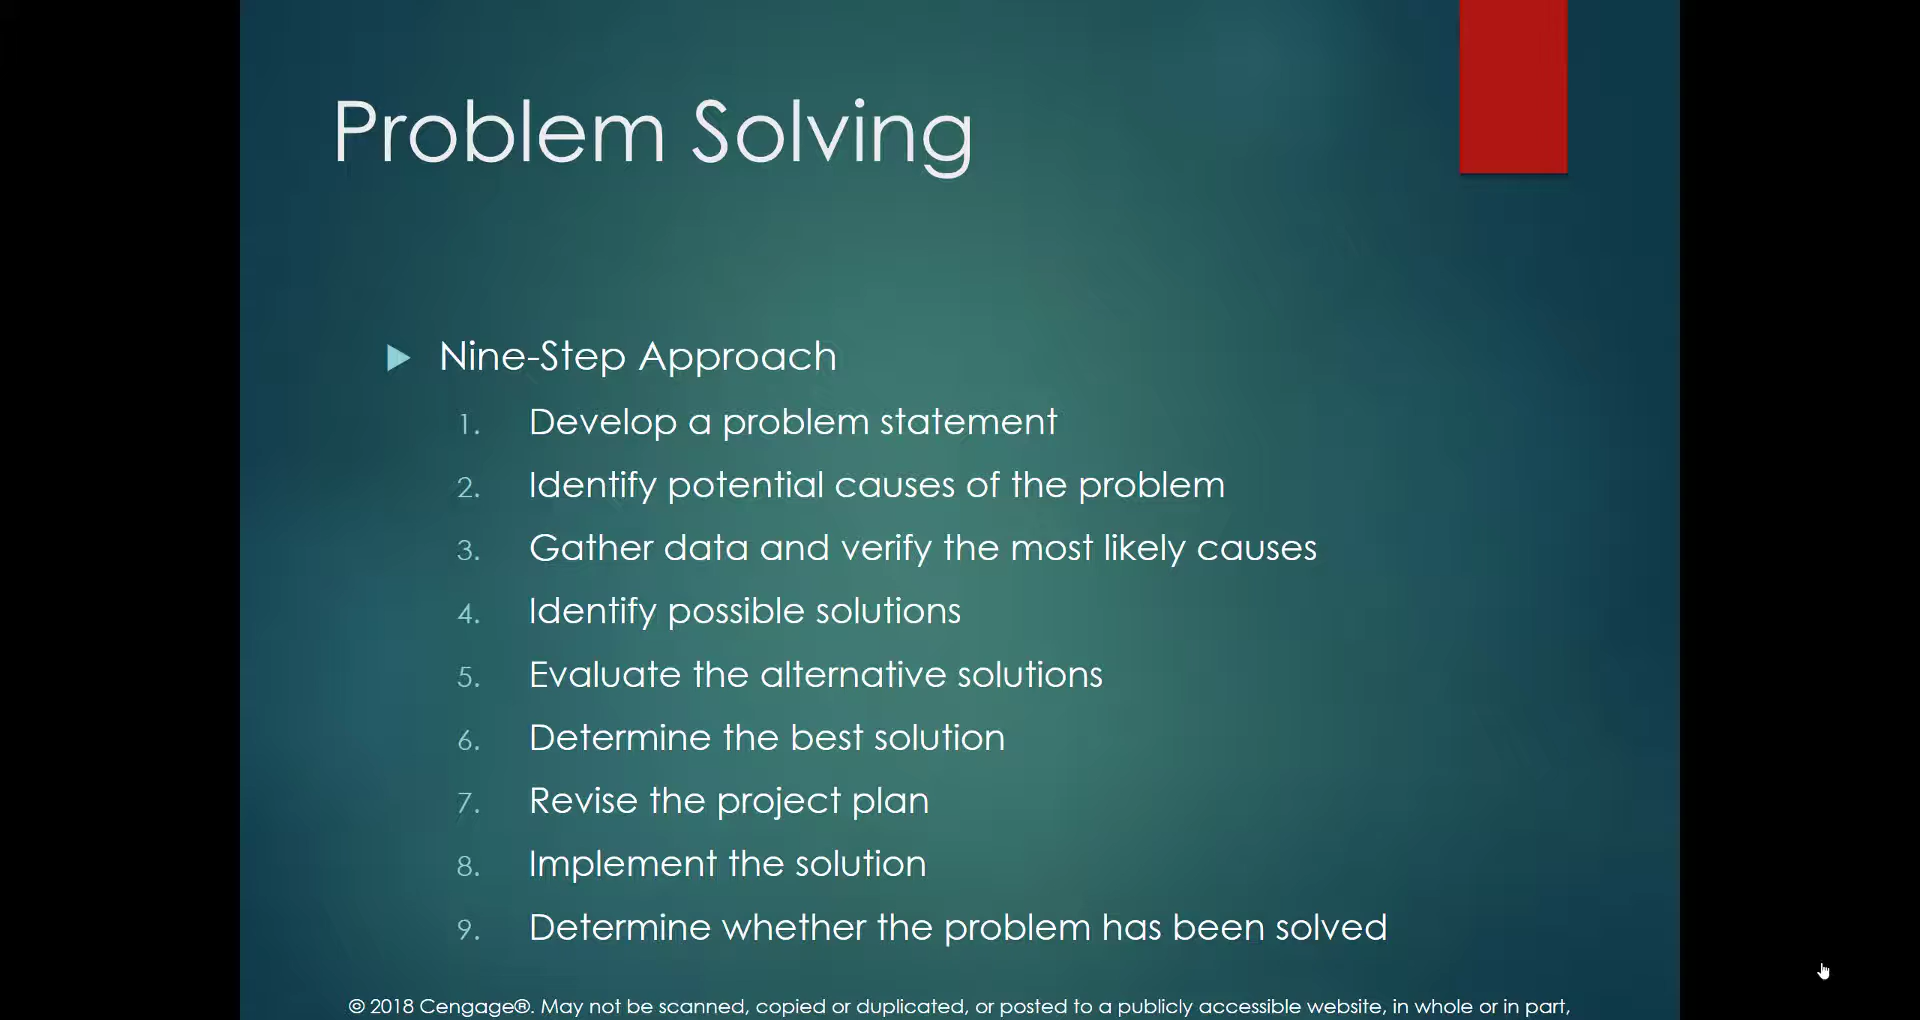 Problem Solving
Nine-Step Approach
1. Develop a problem statement
2. Identify potential causes of the problem
3. Gather data and verify the most likely causes
4. Identify possible solutions
5. Evaluate the alternative solutions
6. Determine the best solution
7. Revise the project plan
8. Implement the solution
9. Determine whether the problem has been solved
© 2018 Cengage®. May not be scanned, copied or duplicated, or posted to a publicly accessible website, in whole or in part,